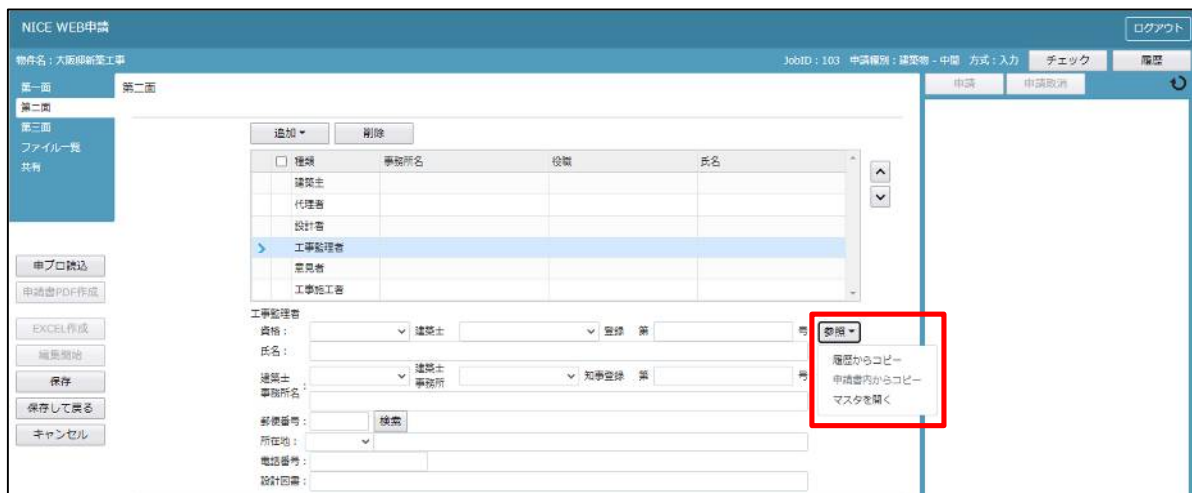 NICE WEB申請
ログアウト
物件名：大阪邸新築工事
JobID：103 申請種別：建築物 - 中間 方式：入力
チェック
履歴
第一面
第二面
第三面
ファイル一覧
共有
第二面
申請
申請取消
追加
削除
種類 事務所名 役職 氏名
建築主
代理者
設計者
工事監理者
意見者
工事施工者
申プロ読込
申請書PDF作成
EXCEL作成
編集開始
保存
保存して戻る
キャンセル
工事監理者
資格： 建築士 登録 第 号
参照
履歴からコピー
申請書内からコピー
マスタを開く
氏名：
建築士
事務所名：
建築士
事務所
知事登録 第 号
郵便番号：
検索
所在地：
電話番号：
設計図書：